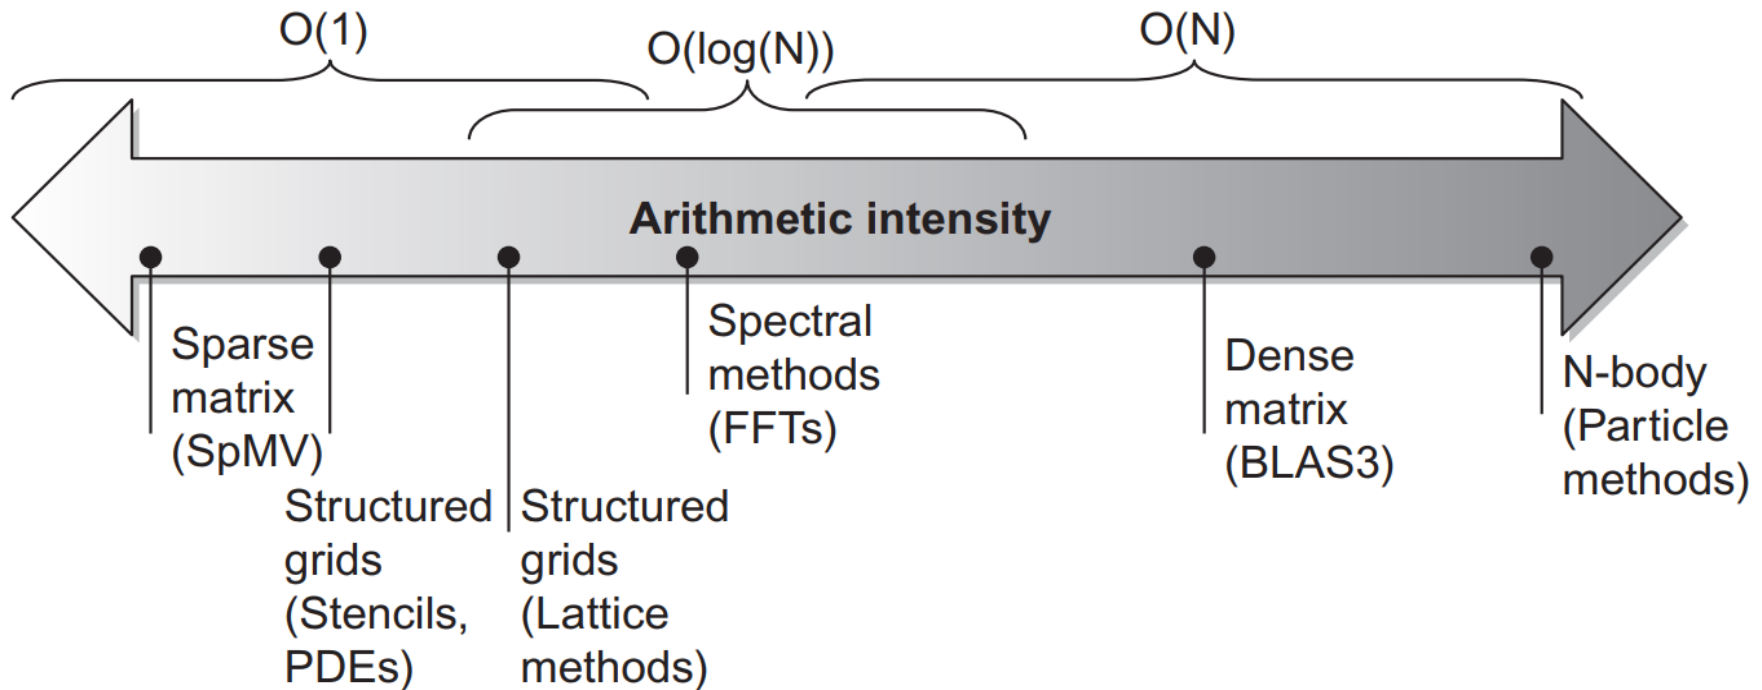 O(1)
O(log(N))
O(N)
Arithmetic intensity
Sparse
matrix
(SpMV)
Structured
grids
(Stencils,
PDEs)
Structured
grids
(Lattice
methods)
Spectral
methods
(FFTs)
Dense
matrix
(BLAS3)
N-body
(Particle
methods)